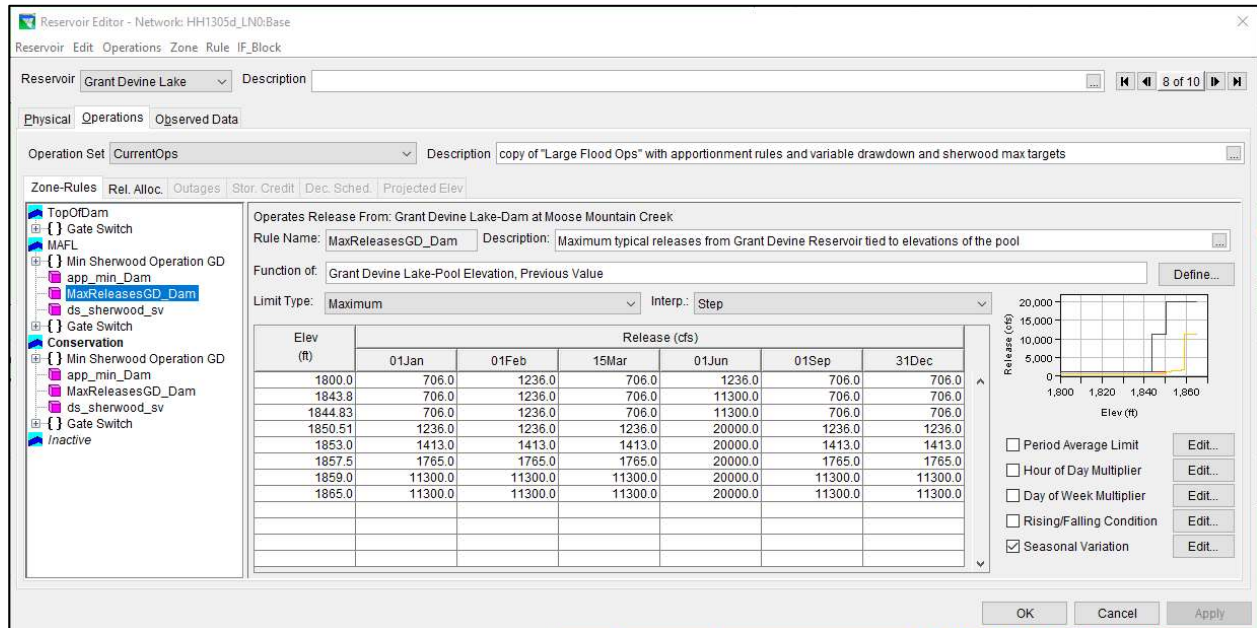 Reservoir Editor - Network: HH1305d_LN0:Base
Reservoir Edit Operations Zone Rule IF_Block
Reservoir Grant Devine Lake Description ... 8 of 10
Physical Operations Observed Data
Operation Set CurrentOps Description copy of "Large Flood Ops" with apportionment rules and variable drawdown and sherwood max targets ...
Zone-Rules Rel. Alloc. Outages Stor. Credit Dec. Sched. Projected Elev
TopOfDam
{ } Gate Switch
MAFL
{ } Min Sherwood Operation GD
app_min_Dam
MaxReleasesGD_Dam
ds_sherwood_sv
{ } Gate Switch
Conservation
{ } Min Sherwood Operation GD
app_min_Dam
MaxReleasesGD_Dam
ds_sherwood_sv
{ } Gate Switch
Inactive
Operates Release From: Grant Devine Lake-Dam at Moose Mountain Creek
Rule Name: MaxReleasesGD_Dam Description: Maximum typical releases from Grant Devine Reservoir tied to elevations of the pool ...
Function of: Grant Devine Lake-Pool Elevation, Previous Value Define...
Limit Type: Maximum Interp.: Step
Elev (ft) Release (cfs)
01Jan 01Feb 15Mar 01Jun 01Sep 31Dec
1800.0 706.0 1236.0 706.0 1236.0 706.0 706.0
1843.8 706.0 1236.0 706.0 11300.0 706.0 706.0
1844.83 706.0 1236.0 706.0 11300.0 706.0 706.0
1850.51 1236.0 1236.0 1236.0 20000.0 1236.0 1236.0
1853.0 1413.0 1413.0 1413.0 20000.0 1413.0 1413.0
1857.5 1765.0 1765.0 1765.0 20000.0 1765.0 1765.0
1859.0 11300.0 11300.0 11300.0 20000.0 11300.0 11300.0
1865.0 11300.0 11300.0 11300.0 20000.0 11300.0 11300.0
Release (cfs)
20,000
15,000
10,000
5,000
0
1,800 1,820 1,840 1,860
Elev (ft)
Period Average Limit Edit...
Hour of Day Multiplier Edit...
Day of Week Multiplier Edit...
Rising/Falling Condition Edit...
Seasonal Variation Edit...
OK Cancel Apply